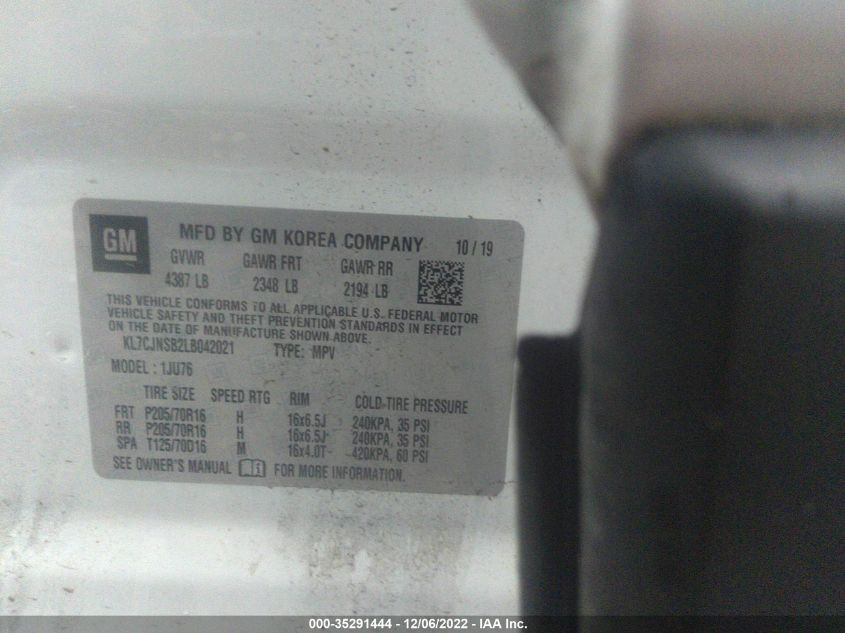 GM
MFD BY GM KOREA COMPANY 10 / 19
GVWR GAWR FRT GAWR RR
4387 LB 2348 LB 2194 LB
THIS VEHICLE CONFORMS TO ALL APPLICABLE U.S. FEDERAL MOTOR
VEHICLE SAFETY AND THEFT PREVENTION STANDARDS IN EFFECT
ON THE DATE OF MANUFACTURE SHOWN ABOVE.
KL7CJNSB2LB042021 TYPE: MPV
MODEL : 1JU76
TIRE SIZE SPEED RTG RIM COLD TIRE PRESSURE
FRT P205/70R16 H 16x6.5J 240KPA, 35 PSI
RR P205/70R16 H 16x6.5J 240KPA, 35 PSI
SPA T125/70D16 M 16x4.0T 420KPA, 60 PSI
SEE OWNER'S MANUAL FOR MORE INFORMATION.
000-35291444 - 12/06/2022 - IAA Inc.